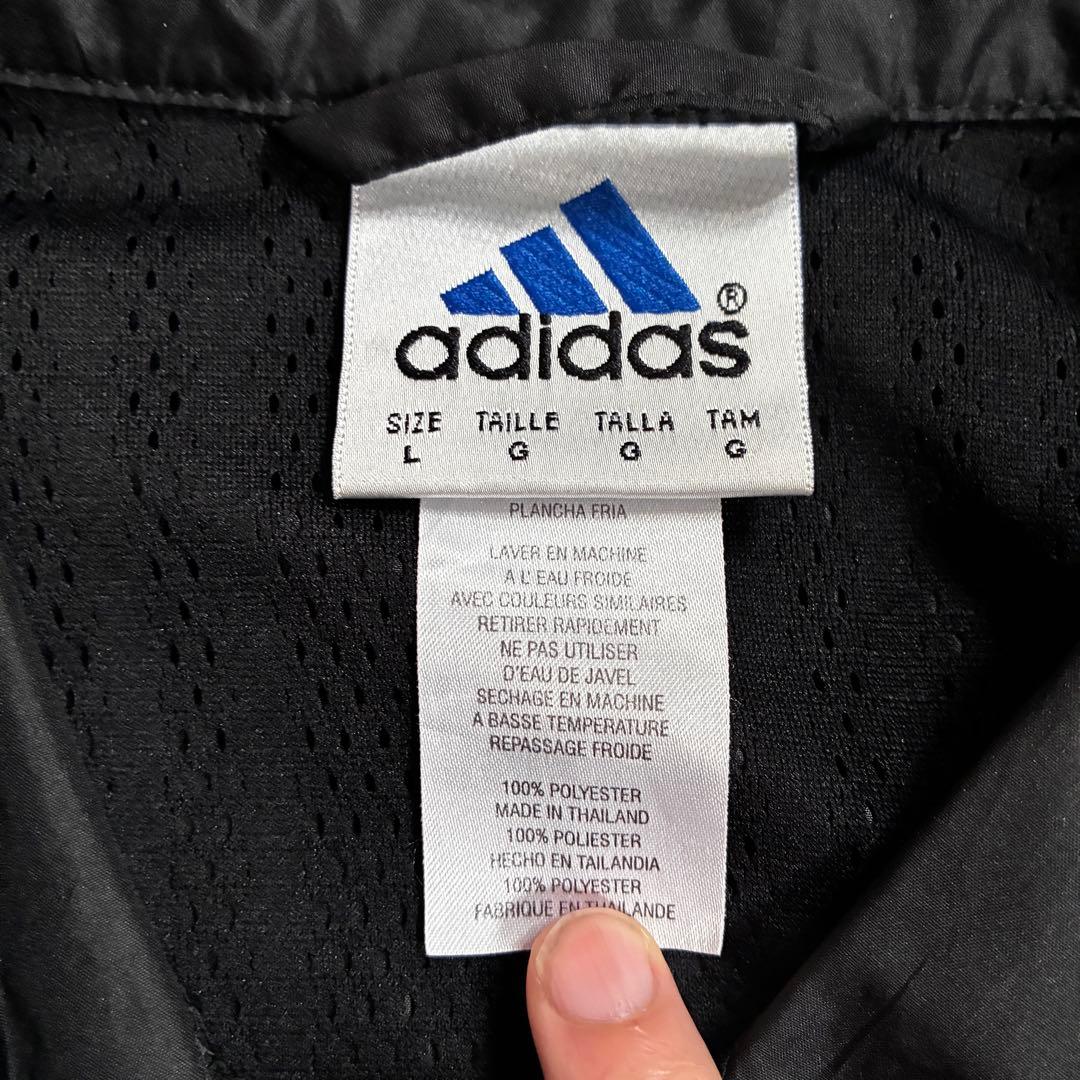 adidas®
SIZE TAILLE TALLA TAM
L G G G
PLANCHA FRIA
LAVER EN MACHINE
A L'EAU FROIDE
AVEC COULEURS SIMILAIRES
RETIRER RAPIDEMENT
NE PAS UTILISER
D'EAU DE JAVEL
SECHAGE EN MACHINE
A BASSE TEMPERATURE
REPASSAGE FROIDE
100% POLYESTER
MADE IN THAILAND
100% POLIESTER
HECHO EN TAILANDIA
100% POLYESTER
FABRIQUE EN THAILANDE